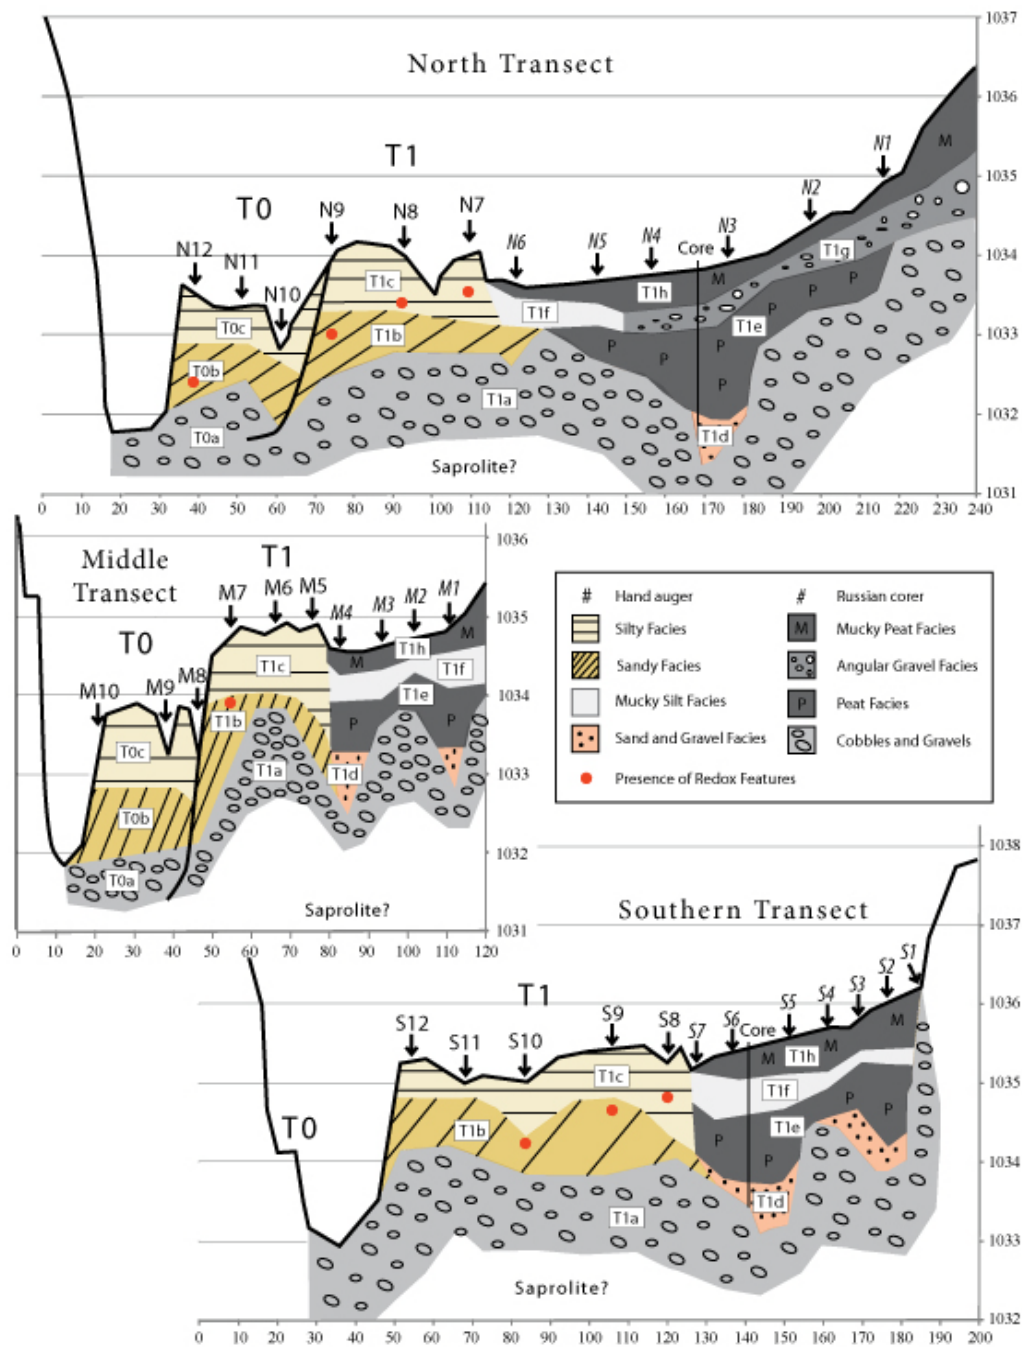 North Transect
1037
1036
1035
1034
1033
1032
1031
T1
T0
N12
N11
N10
N9
N8
N7
N6
N5
N4
Core
N3
N2
N1
M
T1g
P
T1h
M
T1c
T1f
T0c
T1b
T1e
P
P
P
P
P
T0b
T1a
P
T0a
T1d
Saprolite?
0 10 20 30 40 50 60 70 80 90 100 110 120 130 140 150 160 170 180 190 200 210 220 230 240
Middle
Transect
T1
T0
M10
M9
M8
M7
M6
M5
M4
M3
M2
M1
1036
1035
1034
1033
1032
1031
M
T1h
M
T1c
T1f
T1e
T1b
P
P
T0c
T1a
T1d
T0b
T0a
Saprolite?
0 10 20 30 40 50 60 70 80 90 100 110 120
# Hand auger
# Russian corer
Silty Facies
M Mucky Peat Facies
Sandy Facies
Angular Gravel Facies
Mucky Silt Facies
P Peat Facies
Sand and Gravel Facies
Cobbles and Gravels
Presence of Redox Features
Southern Transect
1038
1037
1036
1035
1034
1033
1032
T1
T0
S12
S11
S10
S9
S8
S7
S6
Core
S5
S4
S3
S2
S1
M
M
M
T1h
T1c
T1f
P
P
T1b
T1e
P
P
T1d
T1a
Saprolite?
0 10 20 30 40 50 60 70 80 90 100 110 120 130 140 150 160 170 180 190 200